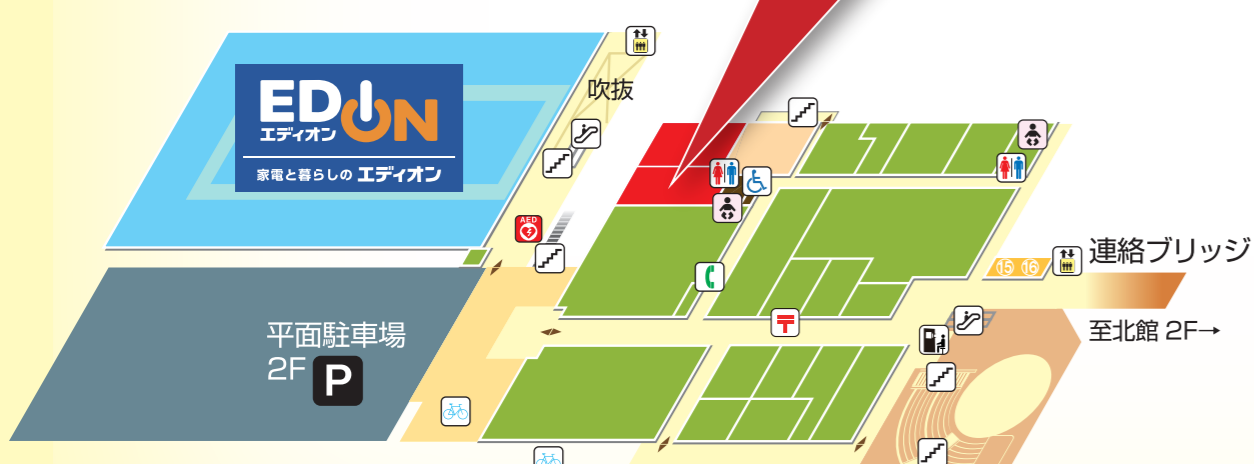 EDION
エディオン
家電と暮らしの エディオン
吹抜
AED
平面駐車場
2F P
15 16
連絡ブリッジ
至北館 2F→